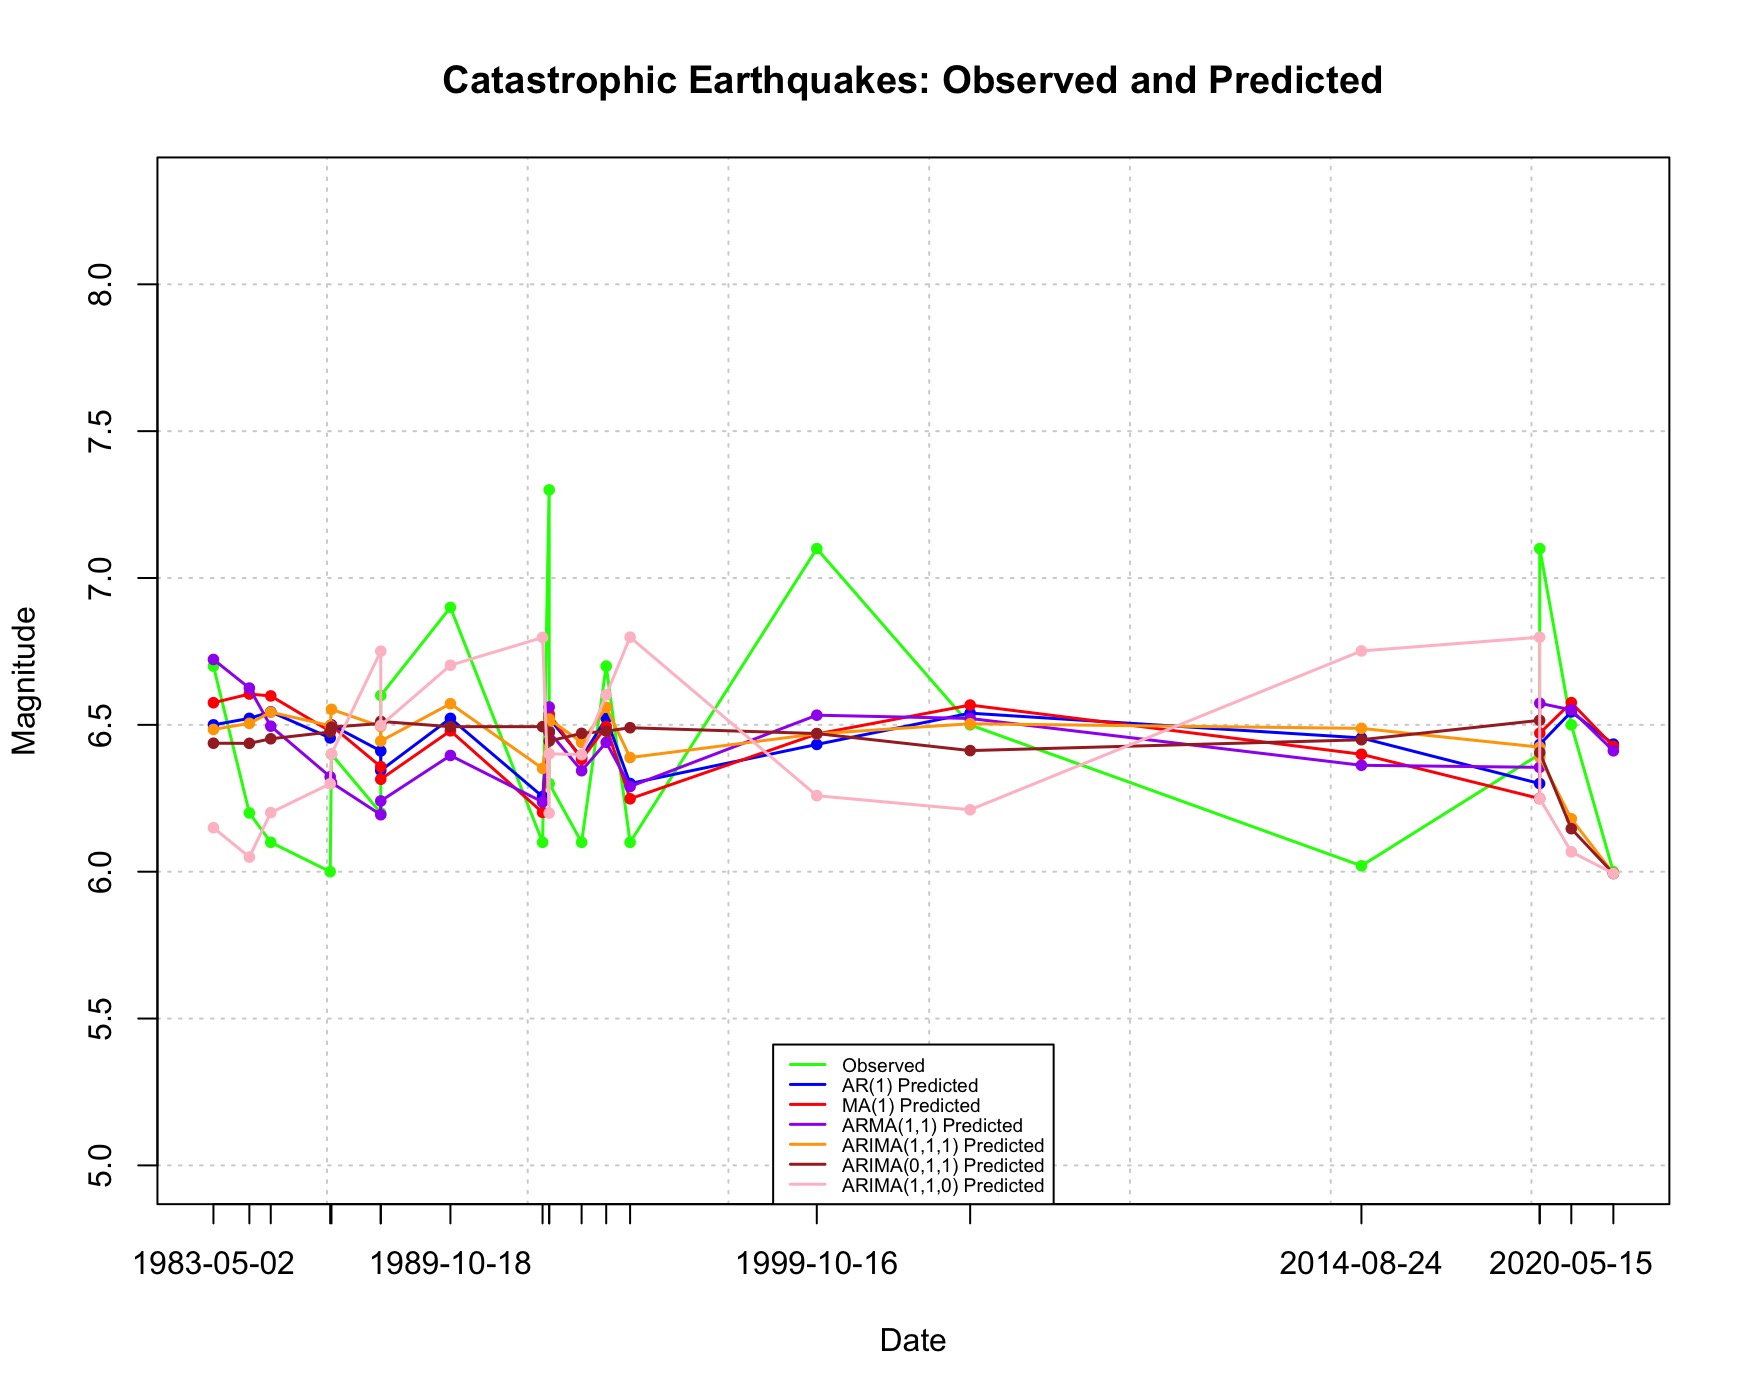 Catastrophic Earthquakes: Observed and Predicted
Magnitude
8.0
7.5
7.0
6.5
6.0
5.5
5.0
Observed
AR(1) Predicted
MA(1) Predicted
ARMA(1,1) Predicted
ARIMA(1,1,1) Predicted
ARIMA(0,1,1) Predicted
ARIMA(1,1,0) Predicted
1983-05-02 1989-10-18 1999-10-16 2014-08-24 2020-05-15
Date